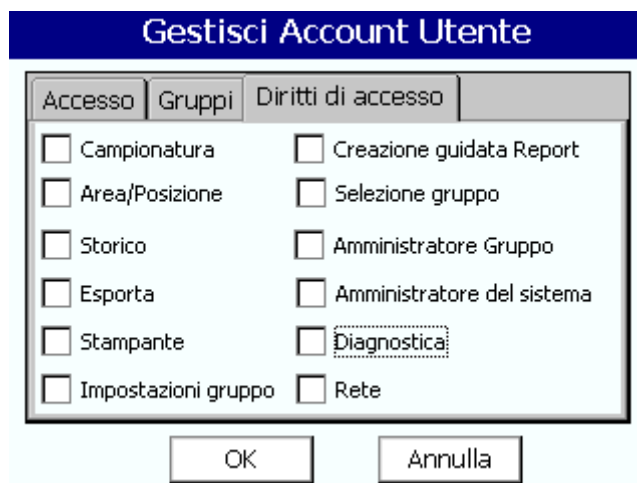 Gestisci Account Utente
Accesso Gruppi Diritti di accesso
Campionatura Creazione guidata Report
Area/Posizione Selezione gruppo
Storico Amministratore Gruppo
Esporta Amministratore del sistema
Stampante Diagnostica
Impostazioni gruppo Rete
OK Annulla